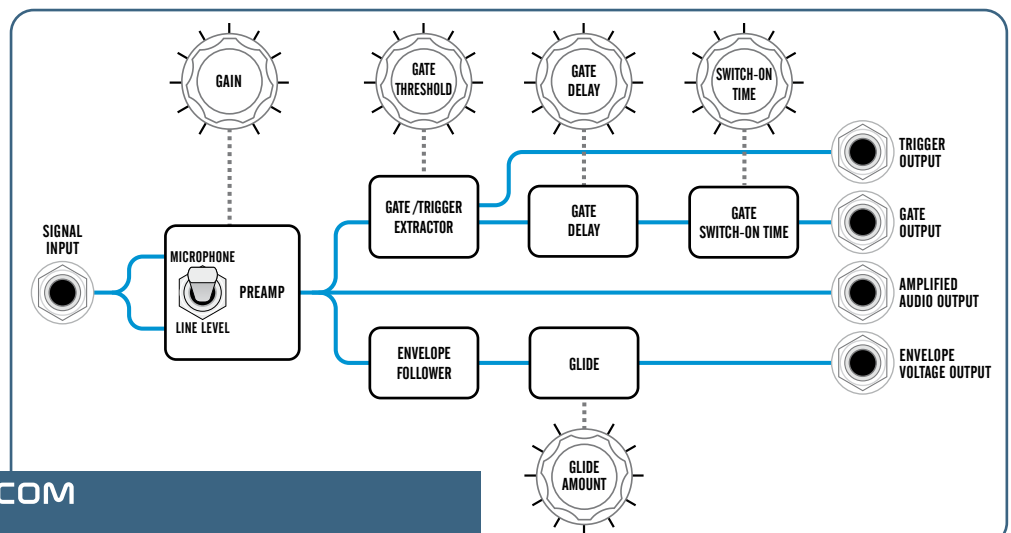 GAIN
GATE
THRESHOLD
GATE
DELAY
SWITCH-ON
TIME
TRIGGER
OUTPUT
GATE /TRIGGER
EXTRACTOR
GATE
DELAY
GATE
SWITCH-ON TIME
GATE
OUTPUT
SIGNAL
INPUT
MICROPHONE
PREAMP
LINE LEVEL
AMPLIFIED
AUDIO OUTPUT
ENVELOPE
FOLLOWER
GLIDE
ENVELOPE
VOLTAGE OUTPUT
GLIDE
AMOUNT
COM